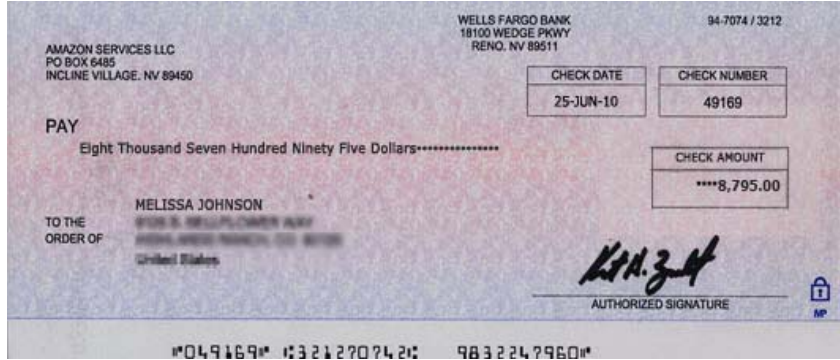 WELLS FARGO BANK
18100 WEDGE PKWY
RENO, NV 89511
94-7074 / 3212
AMAZON SERVICES LLC
PO BOX 6485
INCLINE VILLAGE, NV 89450
CHECK DATE
25-JUN-10
CHECK NUMBER
49169
PAY
Eight Thousand Seven Hundred Ninety Five Dollars***************
CHECK AMOUNT
****8,795.00
TO THE
ORDER OF
MELISSA JOHNSON
United States
AUTHORIZED SIGNATURE
MP
⑈049169⑈ ⑆321270742⑆ 9832247960⑈